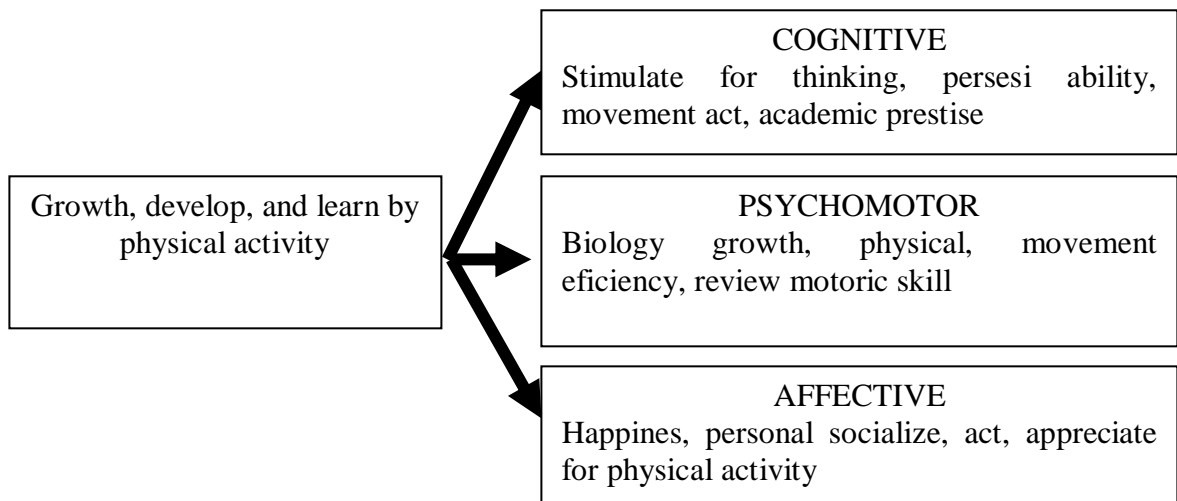 COGNITIVE
Stimulate for thinking, persesi ability,
movement act, academic prestise
Growth, develop, and learn by
physical activity
PSYCHOMOTOR
Biology growth, physical, movement
eficiency, review motoric skill
AFFECTIVE
Happines, personal socialize, act, appreciate
for physical activity